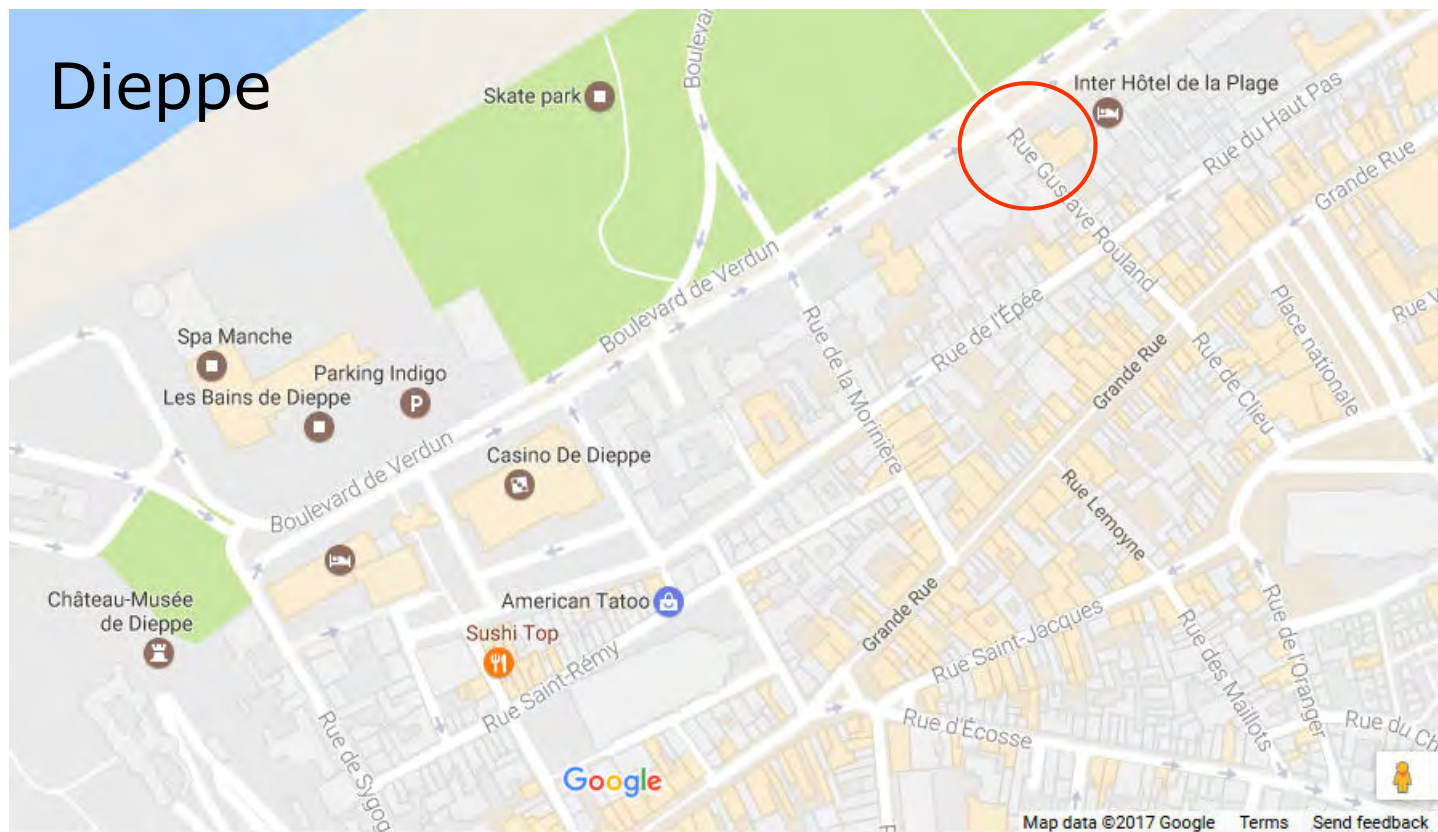 Dieppe
Skate park
Bouleva
Inter Hôtel de la Plage
Rue du Haut Pas
Grande Rue
Rue Gustave Rouland
Boulevard de Verdun
Spa Manche
Parking Indigo
P
Les Bains de Dieppe
Rue de l'Épée
Rue de la Morinière
Grande Rue
Rue de Clieu
Place nationale
Rue V
Casino De Dieppe
Boulevard de Verdun
Rue Lemoyne
Château-Musée
de Dieppe
American Tatoo
Sushi Top
Rue Saint-Rémy
Grande Rue
Rue Saint-Jacques
Rue des Maillots
Rue de l'Oranger
Rue d'Écosse
Rue du Ch
Rue de Sygog
Google
Map data ©2017 Google Terms Send feedback